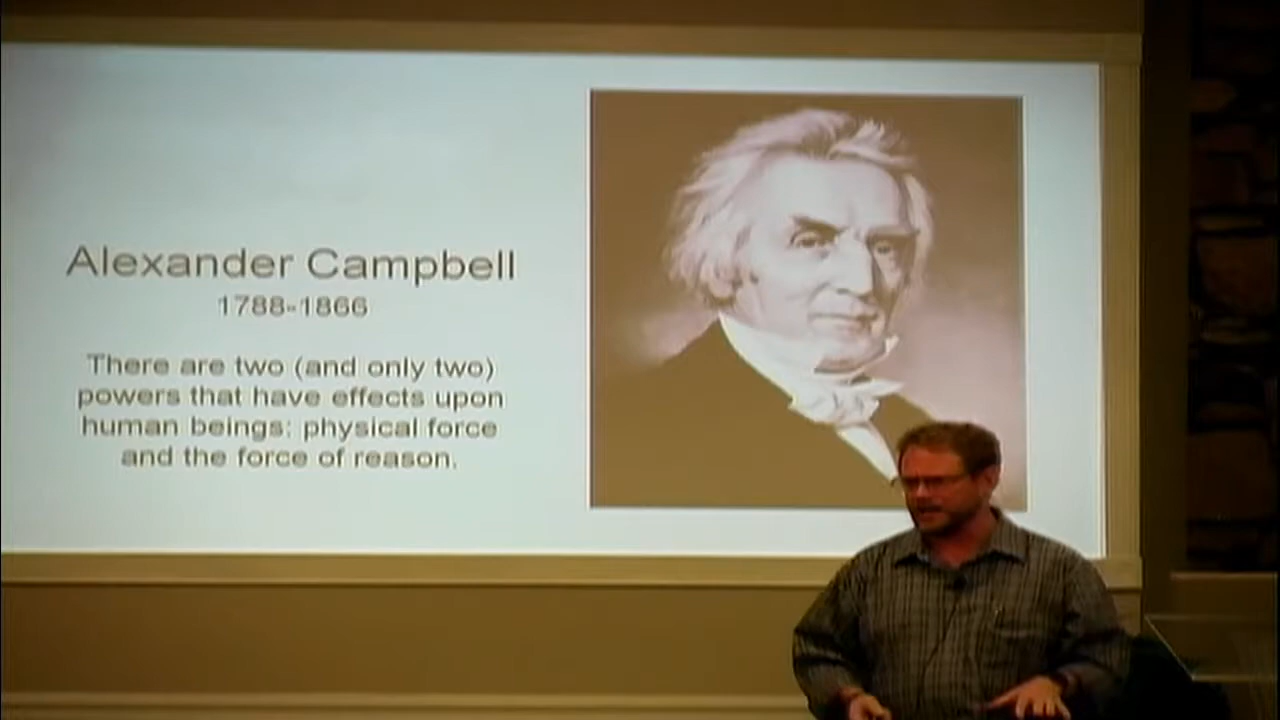 Alexander Campbell
1788-1866
There are two (and only two)
powers that have effects upon
human beings: physical force
and the force of reason.